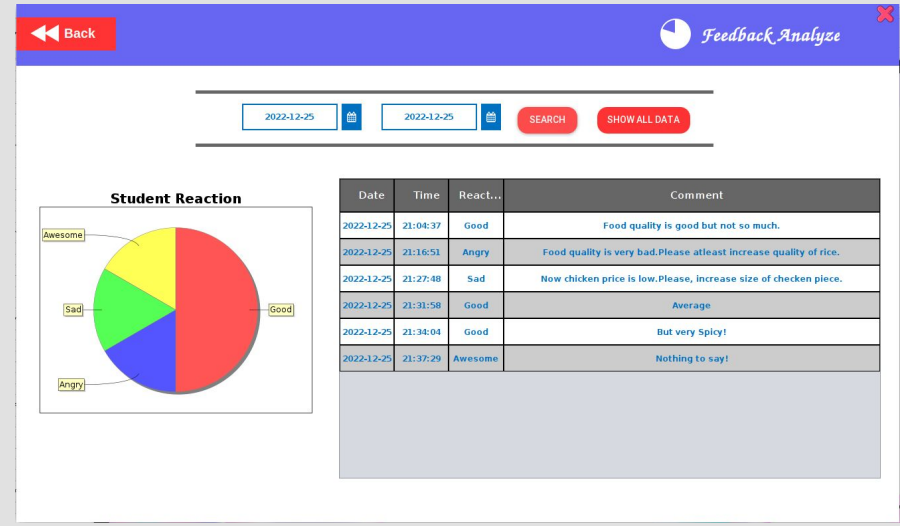 Back
Feedback Analyze
2022-12-25
2022-12-25
SEARCH
SHOW ALL DATA
Student Reaction
Awesome
Sad
Good
Angry
Date Time React... Comment
2022-12-25 21:04:37 Good Food quality is good but not so much.
2022-12-25 21:16:51 Angry Food quality is very bad.Please atleast increase quality of rice.
2022-12-25 21:27:48 Sad Now chicken price is low.Please, increase size of checken piece.
2022-12-25 21:31:58 Good Average
2022-12-25 21:34:04 Good But very Spicy!
2022-12-25 21:37:29 Awesome Nothing to say!